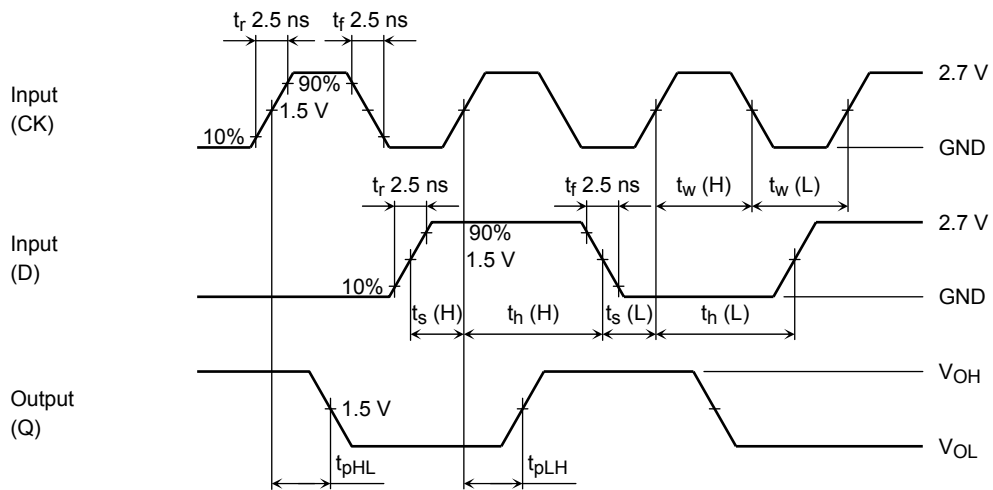 tr 2.5 ns
tf 2.5 ns
Input
(CK)
90%
1.5 V
10%
2.7 V
GND
tr 2.5 ns
tf 2.5 ns
tw (H)
tw (L)
Input
(D)
90%
1.5 V
10%
2.7 V
GND
ts (H)
th (H)
ts (L)
th (L)
Output
(Q)
1.5 V
VOH
VOL
tpHL
tpLH